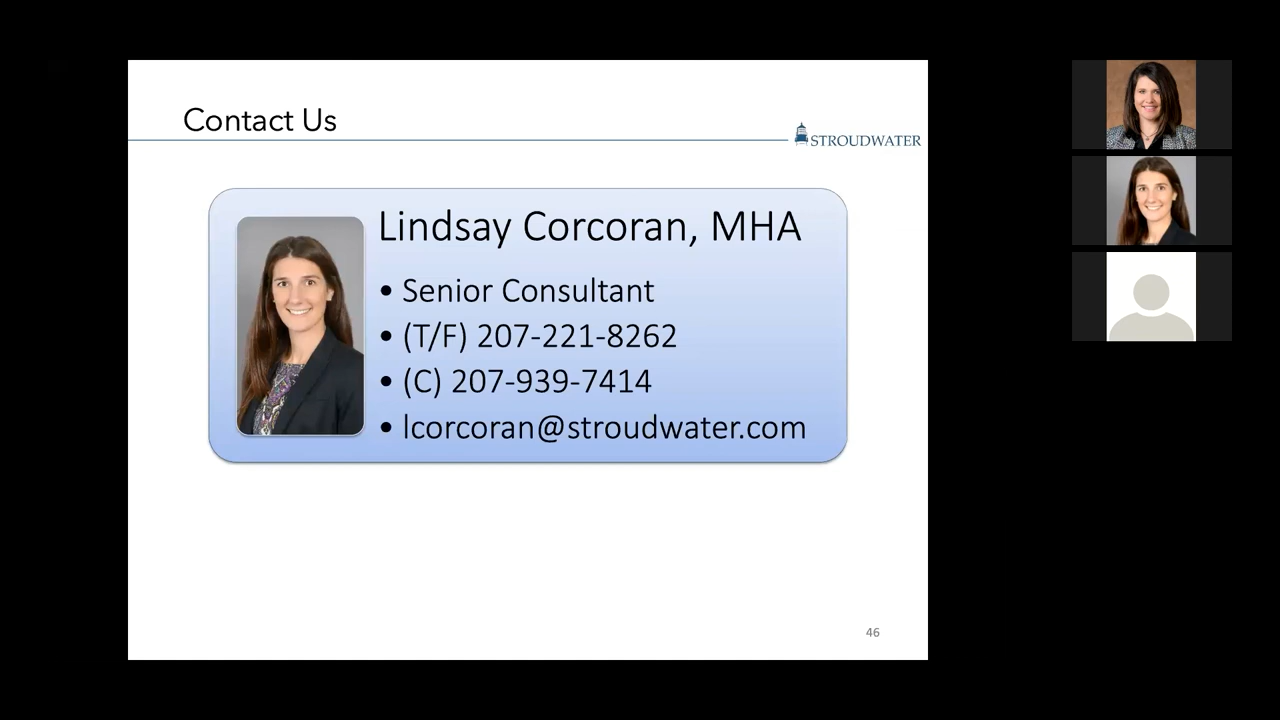 Contact Us
STROUDWATER
Lindsay Corcoran, MHA
• Senior Consultant
• (T/F) 207-221-8262
• (C) 207-939-7414
• lcorcoran@stroudwater.com
46